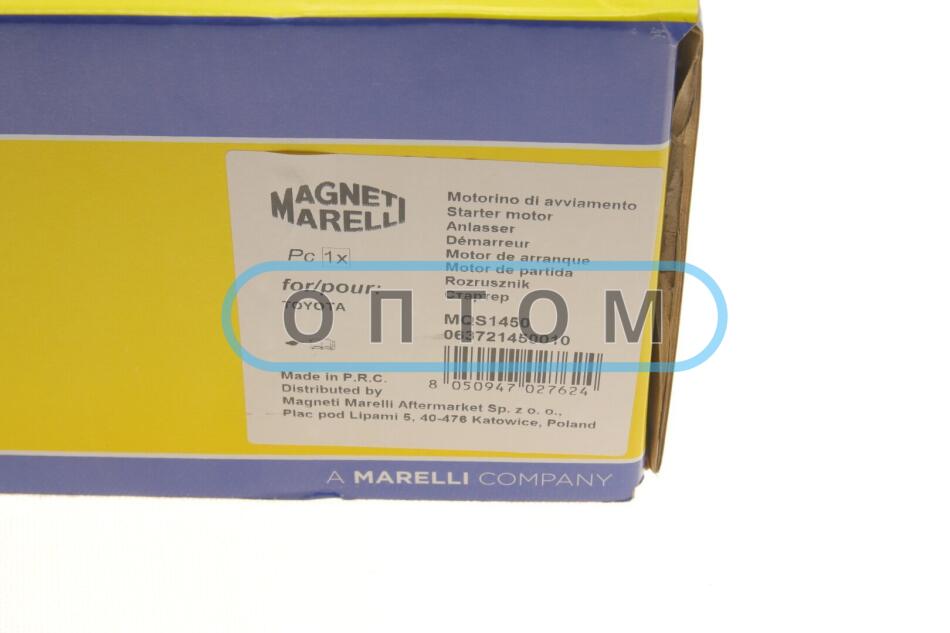 MAGNETI
MARELLI
Pc 1x
for/pour:
TOYOTA
Motorino di avviamento
Starter motor
Anlasser
Démarreur
Motor de arranque
Motor de partida
Rozrusznik
Стартер
MQS1450
063721450010
8 050947 027624
Made in P.R.C.
Distributed by
Magneti Marelli Aftermarket Sp. z o. o.,
Plac pod Lipami 5, 40-476 Katowice, Poland
A MARELLI COMPANY
ОПТОМ